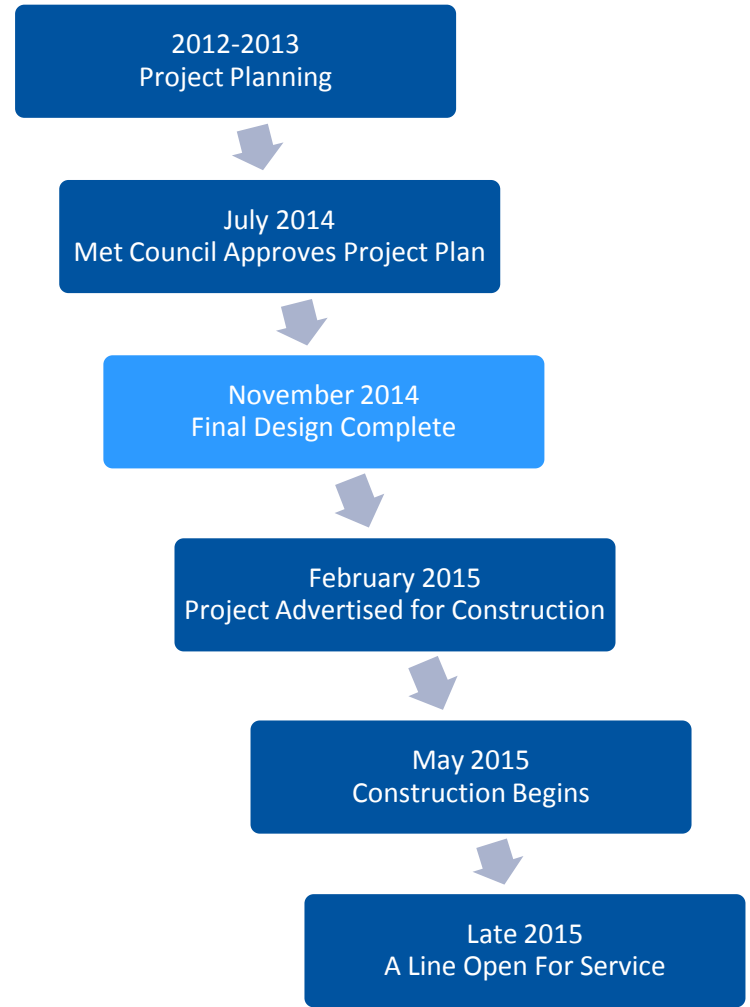 2012-2013
Project Planning
July 2014
Met Council Approves Project Plan
November 2014
Final Design Complete
February 2015
Project Advertised for Construction
May 2015
Construction Begins
Late 2015
A Line Open For Service